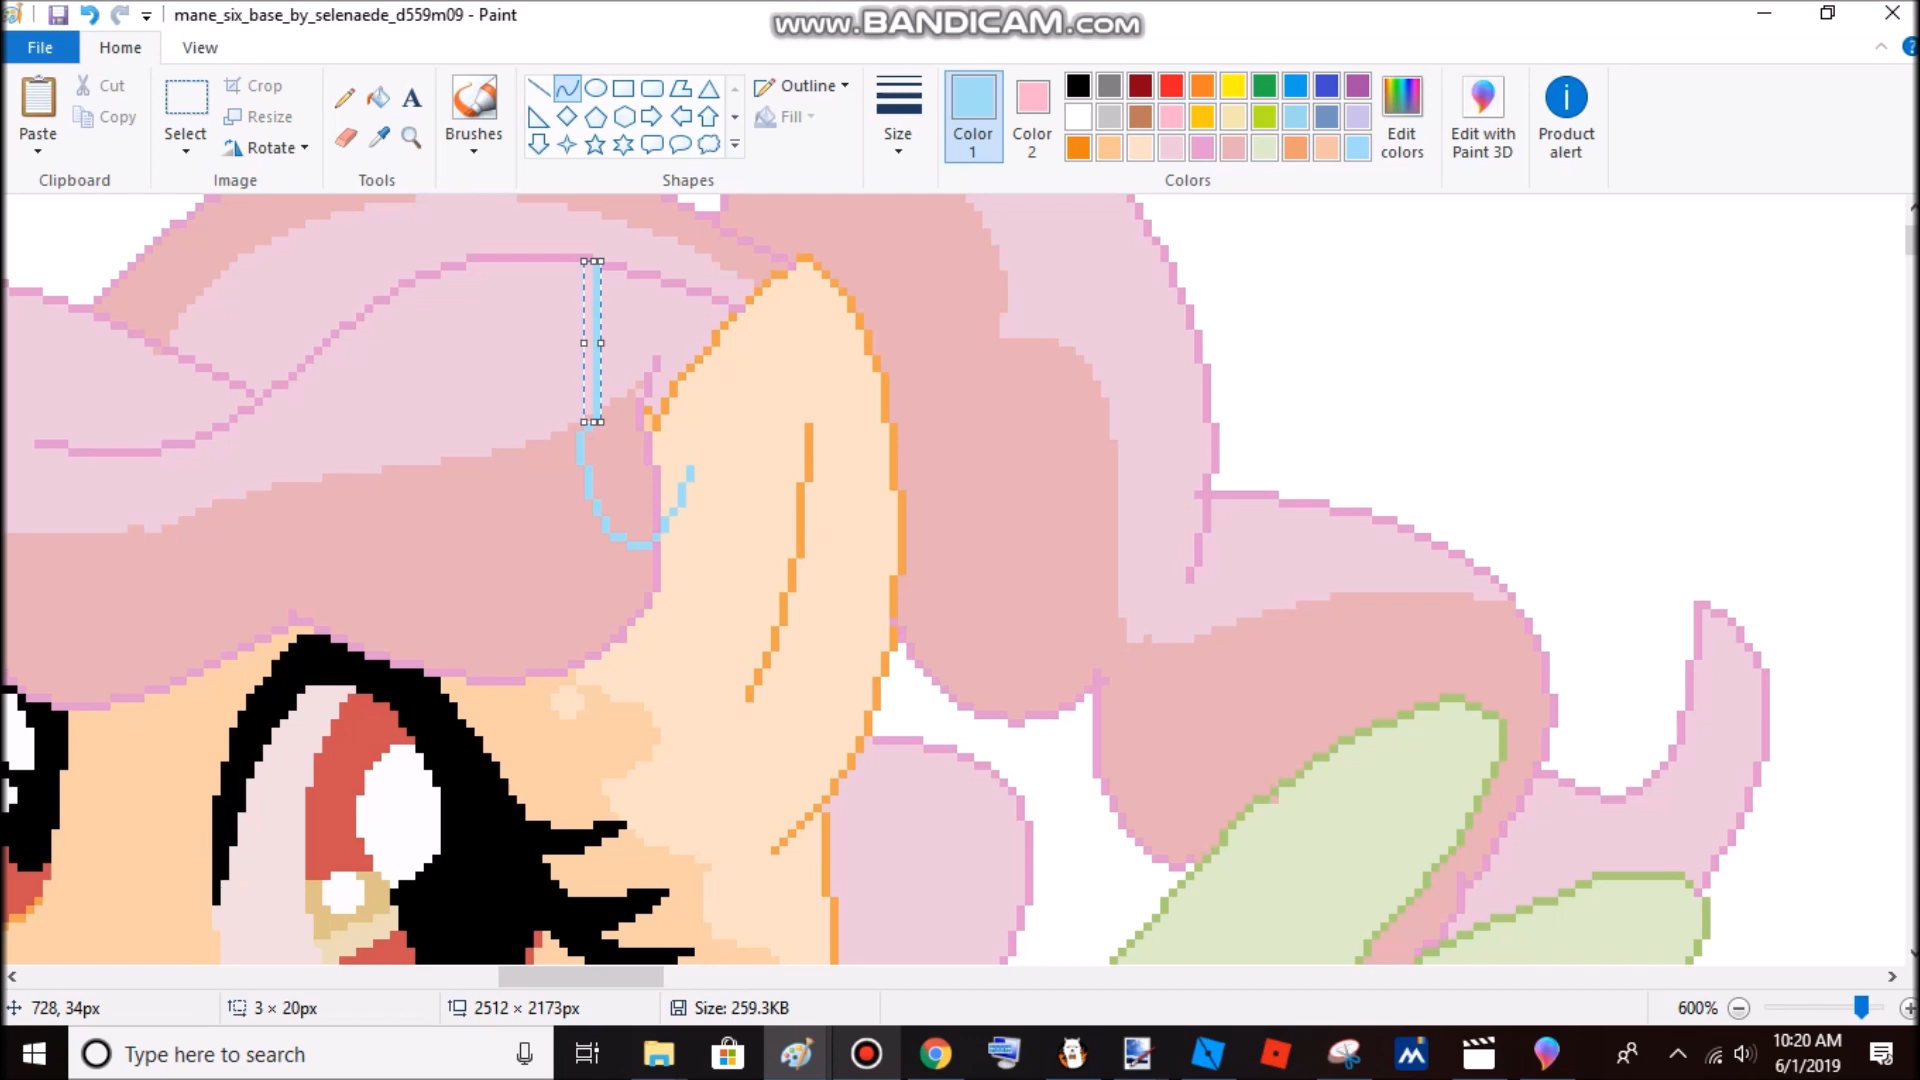 mane_six_base_by_selenaede_d559m09 - Paint
www.BANDICAM.com
File Home View
Paste
Cut
Copy
Clipboard
Select
Crop
Resize
Rotate
Image
A
Tools
Brushes
Outline
Fill
Shapes
Size
Color
1
Color
2
Edit
colors
Colors
Edit with
Paint 3D
Product
alert
728, 34px
3 × 20px
2512 × 2173px
Size: 259.3KB
600%
Type here to search
10:20 AM
6/1/2019